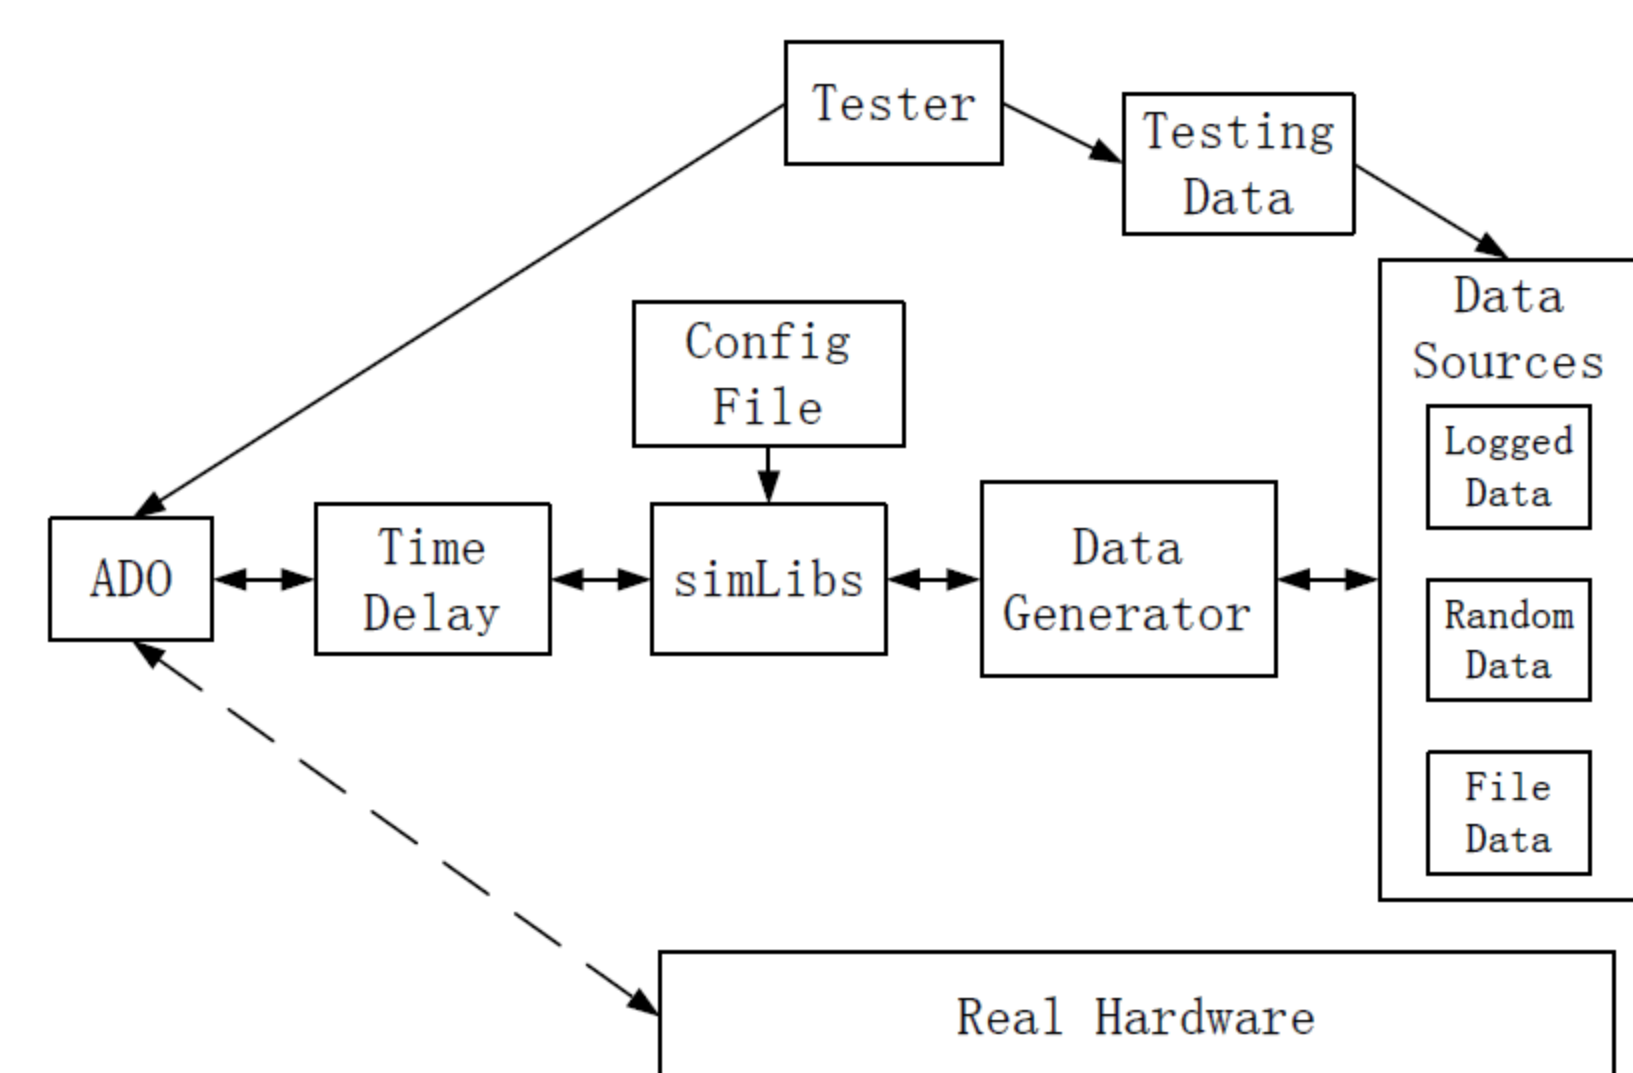 Tester
Testing
Data
Config
File
Data
Sources
Logged
Data
Random
Data
File
Data
ADO
Time
Delay
simLibs
Data
Generator
Real Hardware